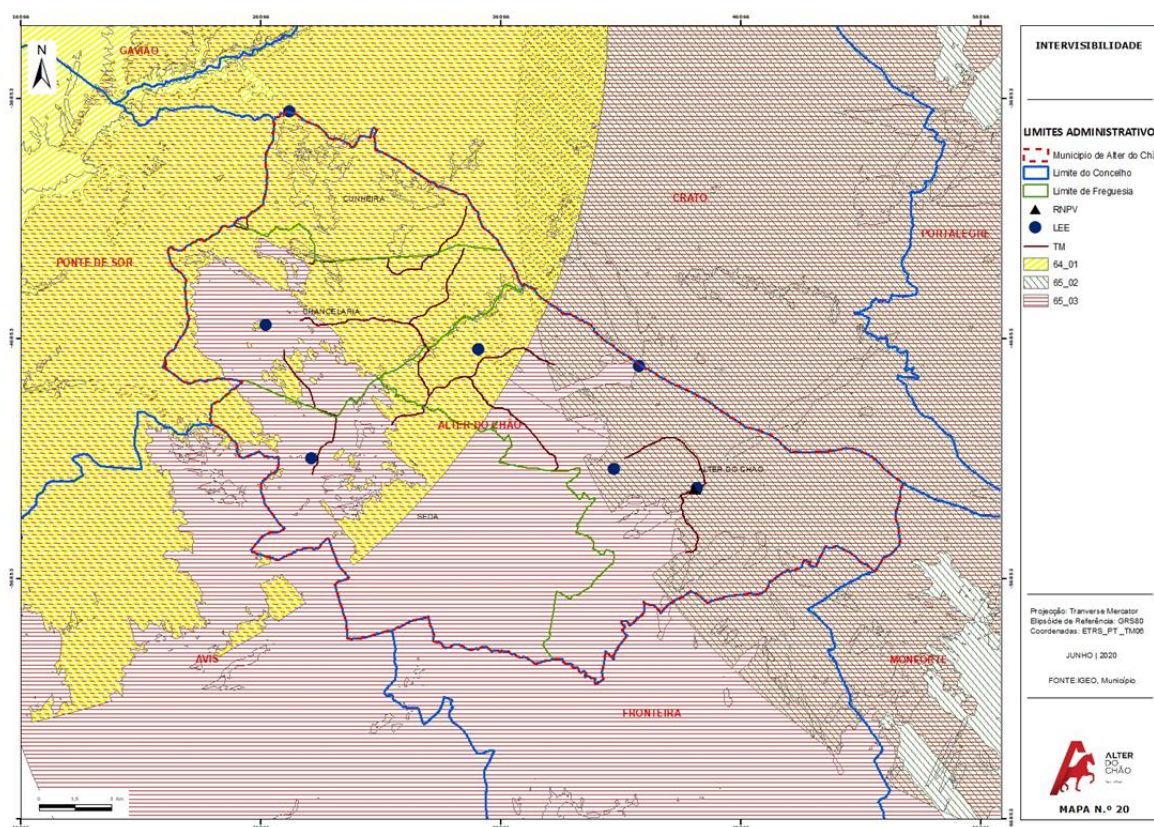 INTERVISIBILIDADE
LIMITES ADMINISTRATIVO
Município de Alter do Chã
Limite do Concelho
Limite de Freguesia
RNPV
LEE
TM
64_01
65_02
65_03
N
GAVIÃO
CUNHEIRA
CRATO
PORTALEGRE
PONTE DE SOR
CHANCELARIA
ALTER DO CHÃO
ALTER DO CHÃO
SEDA
AVIS
MONFORTE
FRONTEIRA
Projecção: Tranverse Mercator
Elipsóide de Referência: GRS80
Coordenadas: ETRS_PT_TM06
JUNHO | 2020
FONTE:IGEO, Município
ALTER
DO
CHÃO
MAPA N.º 20